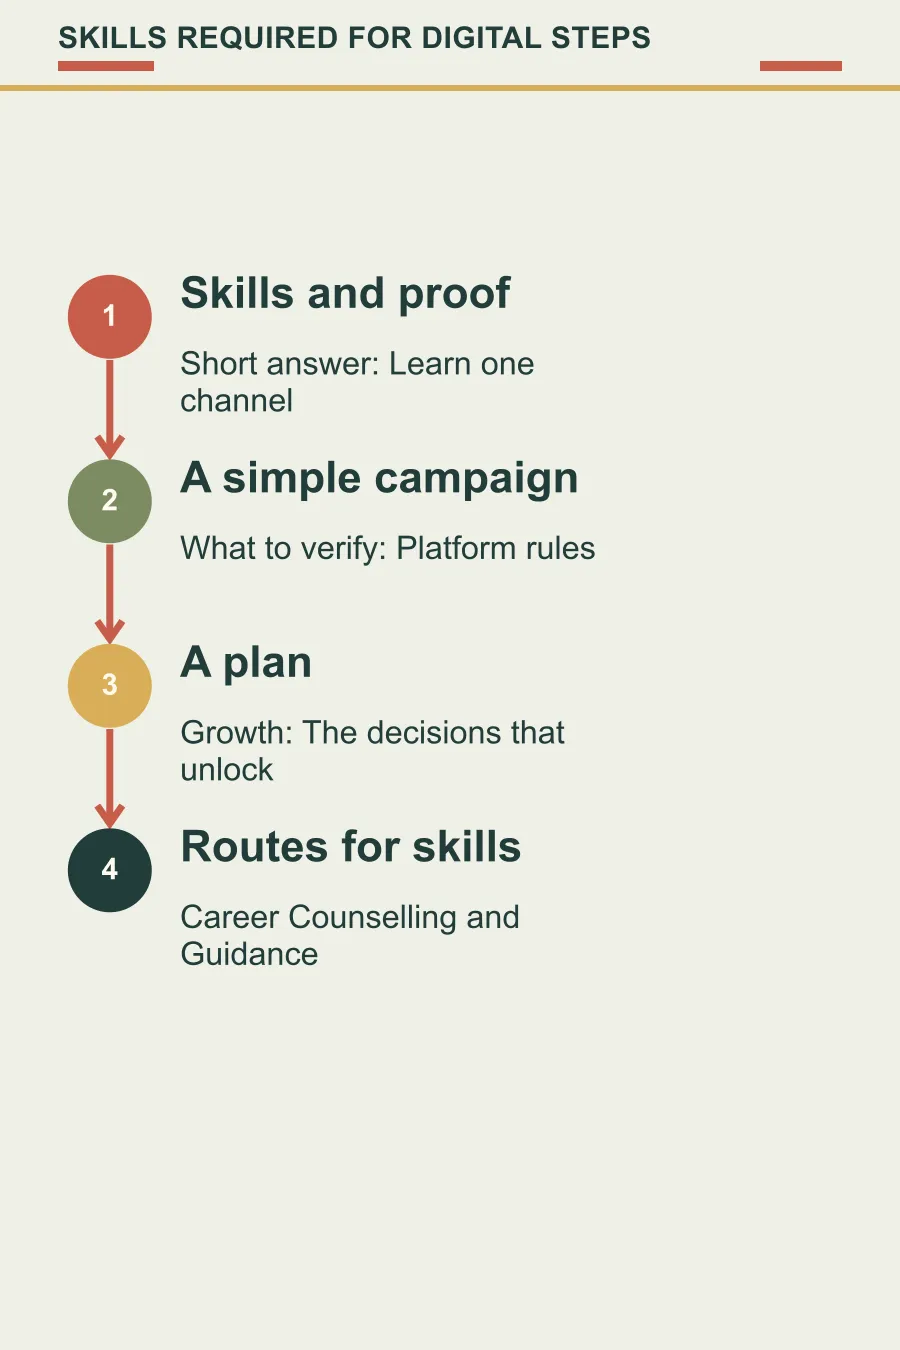 SKILLS REQUIRED FOR DIGITAL STEPS
1
Skills and proof
Short answer: Learn one
channel
2
A simple campaign
What to verify: Platform rules
3
A plan
Growth: The decisions that
unlock
4
Routes for skills
Career Counselling and
Guidance